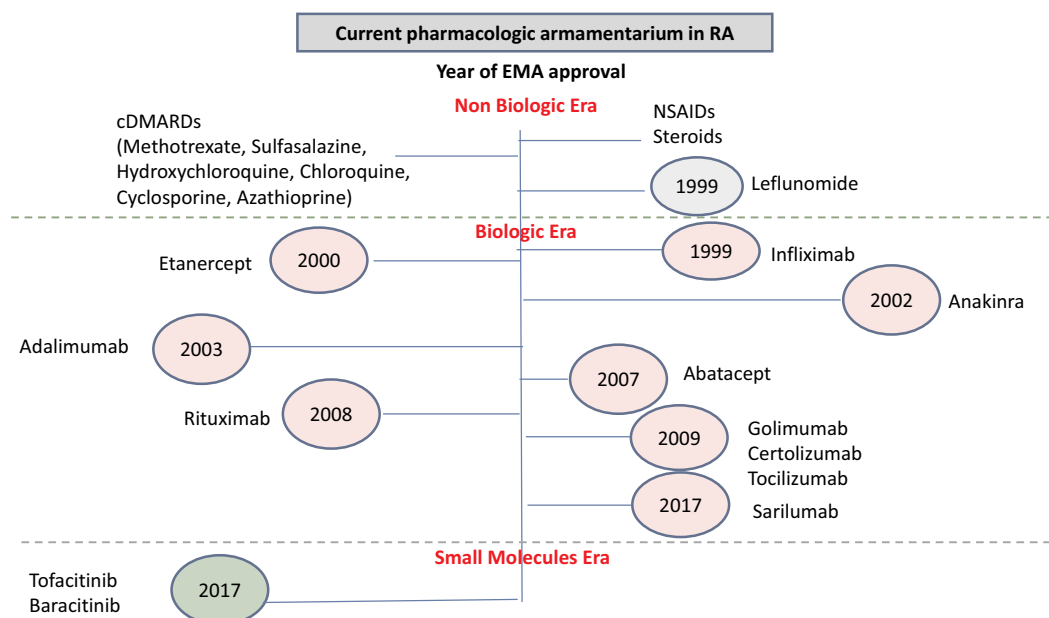 Current pharmacologic armamentarium in RA
Year of EMA approval
Non Biologic Era
cDMARDs
(Methotrexate, Sulfasalazine,
Hydroxychloroquine, Chloroquine,
Cyclosporine, Azathioprine)
NSAIDs
Steroids
1999
Leflunomide
Biologic Era
Etanercept
2000
1999
Infliximab
2002
Anakinra
Adalimumab
2003
2007
Abatacept
Rituximab
2008
2009
Golimumab
Certolizumab
Tocilizumab
2017
Sarilumab
Small Molecules Era
Tofacitinib
Baracitinib
2017